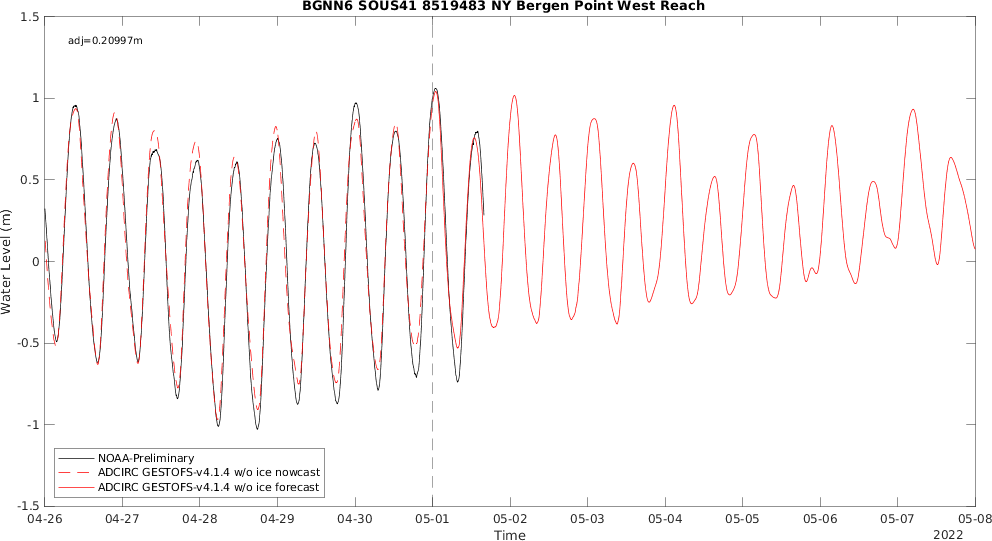 BGNN6 SOUS41 8519483 NY Bergen Point West Reach
1.5
adj=0.20997m
1
0.5
Water Level (m)
0
-0.5
-1
NOAA-Preliminary
ADCIRC GESTOFS-v4.1.4 w/o ice nowcast
ADCIRC GESTOFS-v4.1.4 w/o ice forecast
-1.5
04-26 04-27 04-28 04-29 04-30 05-01 05-02 05-03 05-04 05-05 05-06 05-07 05-08
Time
2022